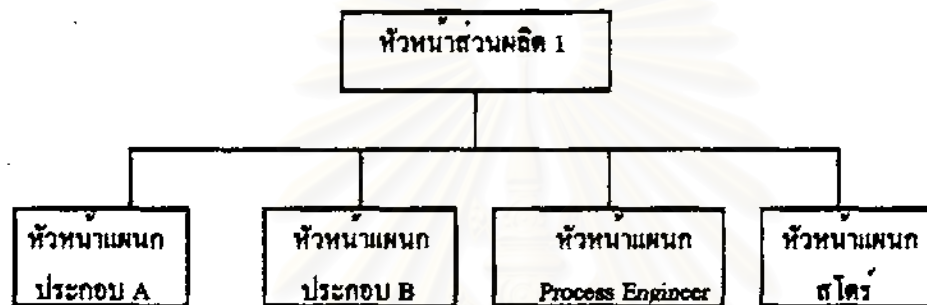 หัวหน้าส่วนผลิต 1
หัวหน้าแผนก
ประกอบ A
หัวหน้าแผนก
ประกอบ B
หัวหน้าแผนก
Process Engineer
หัวหน้าแผนก
สโตร์